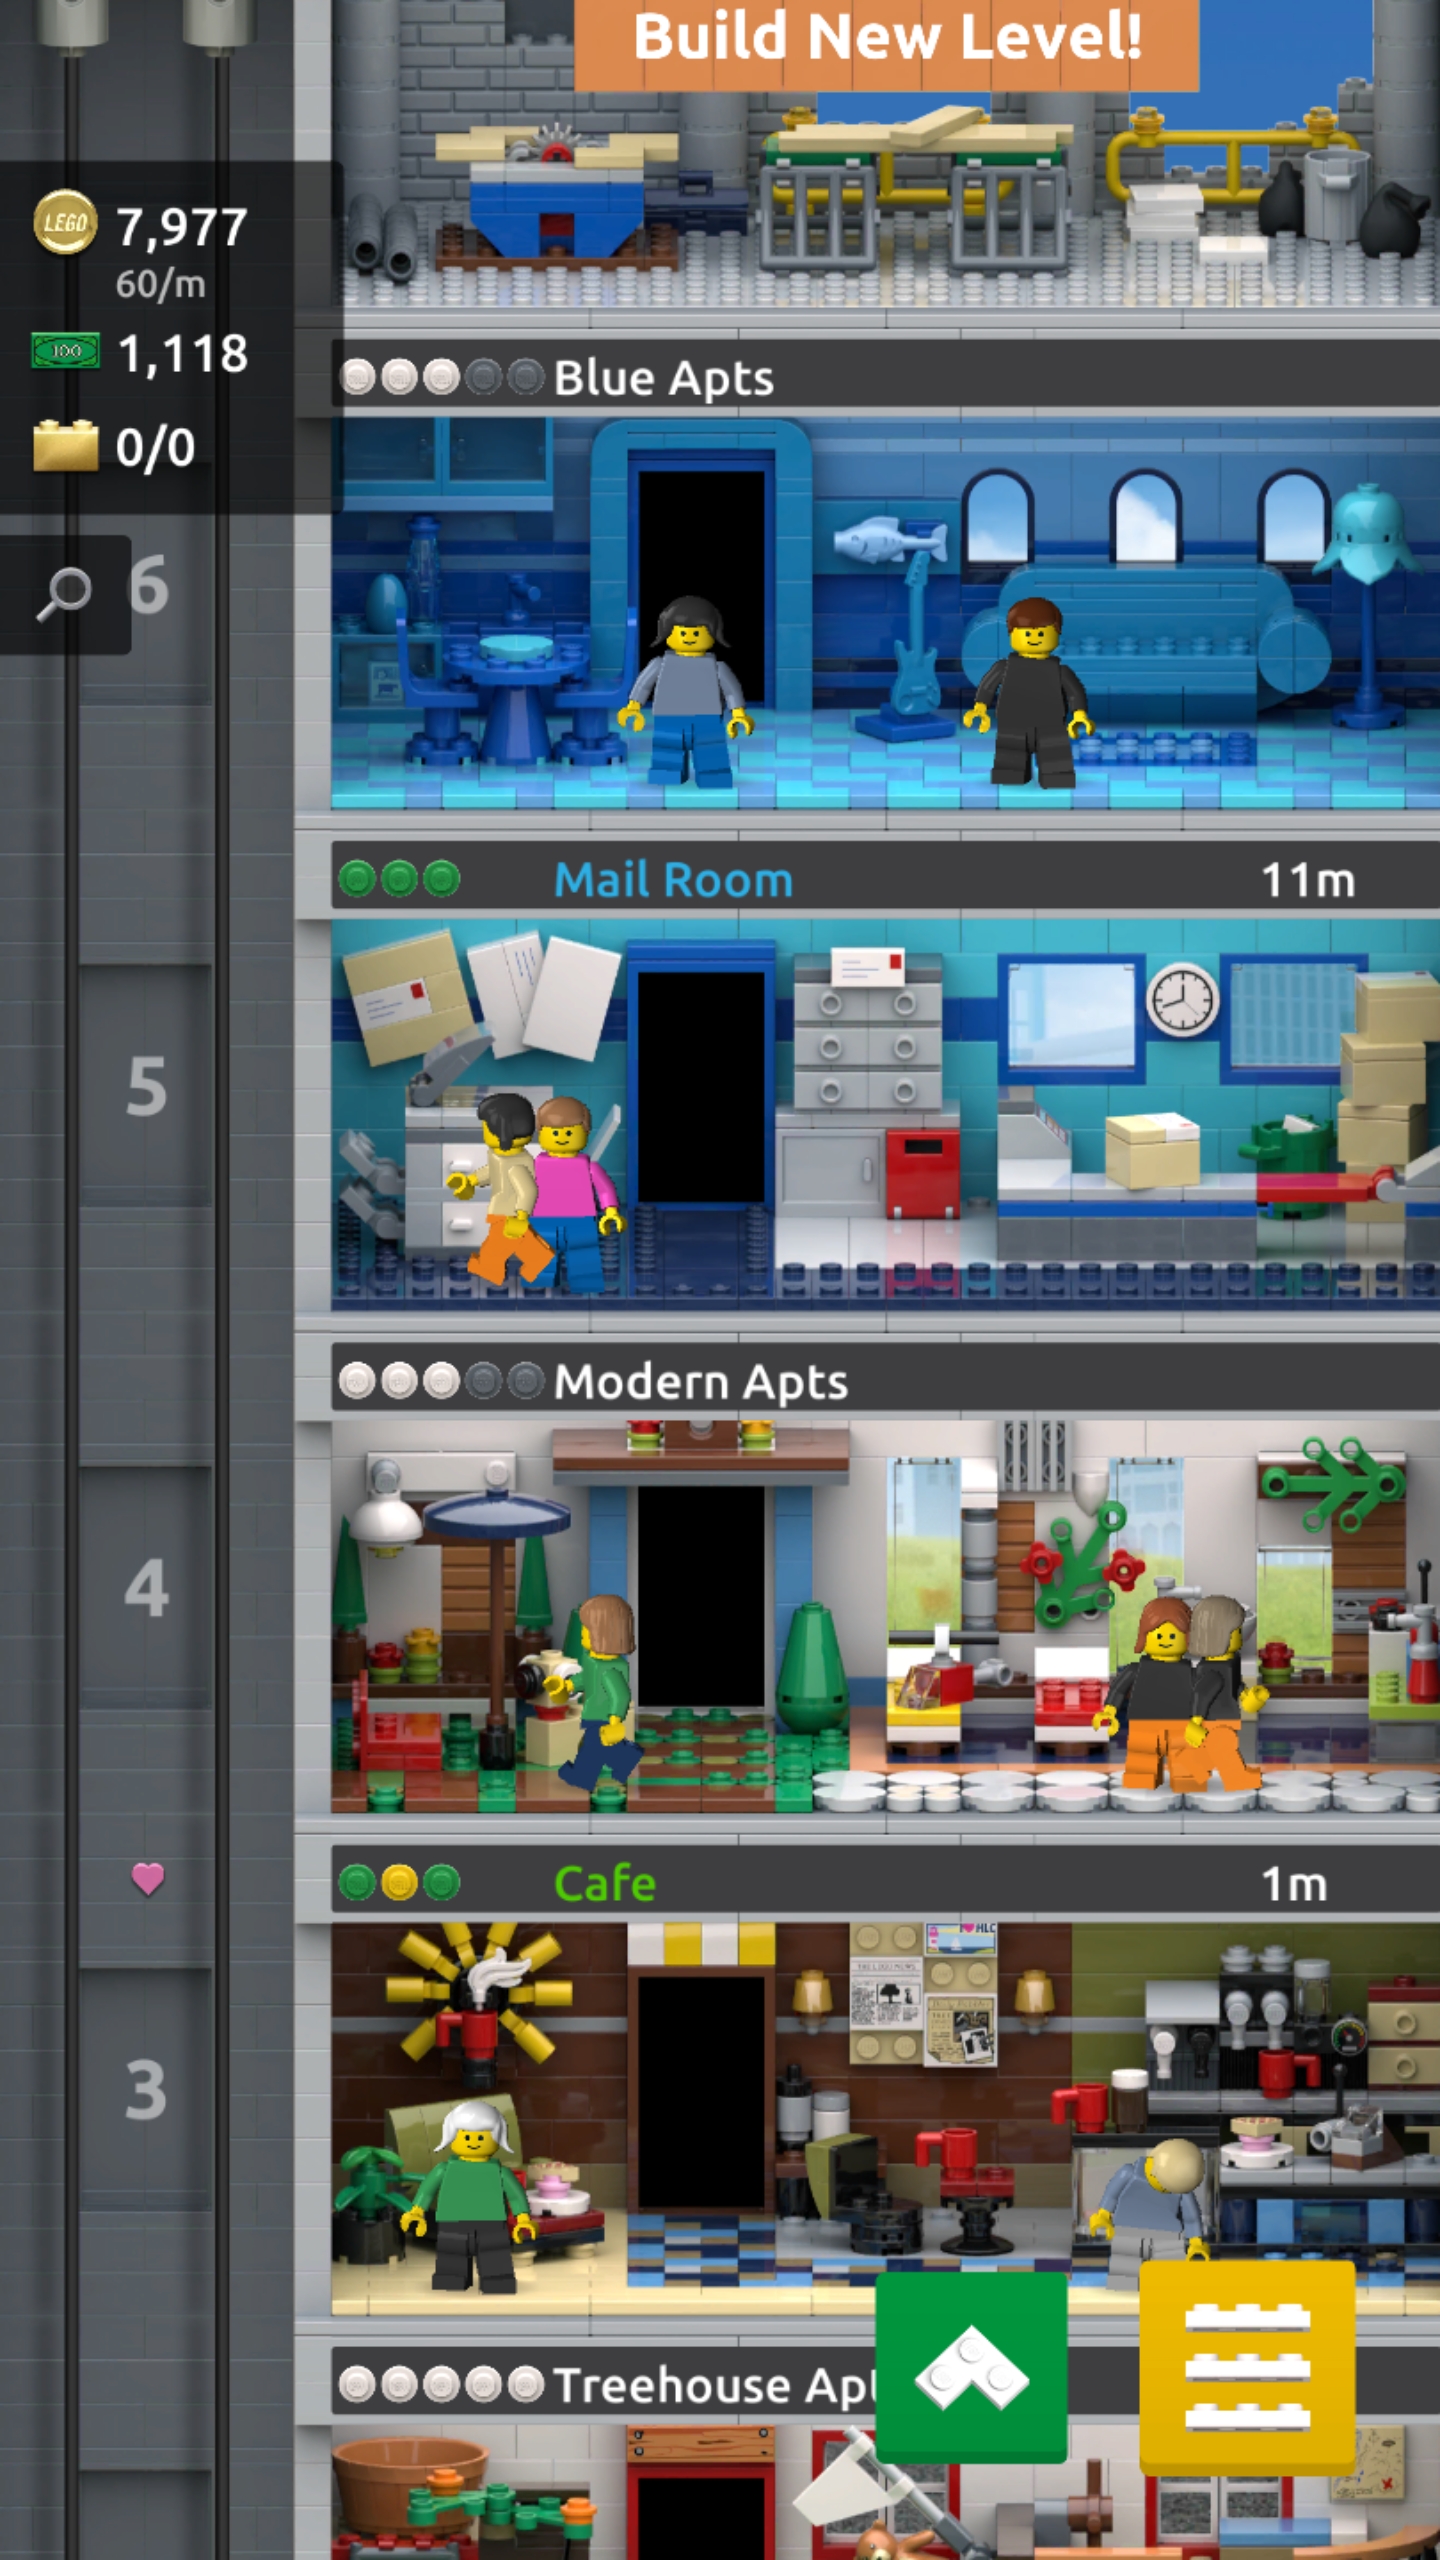 Build New Level!
LEGO 7,977
60/m
100 1,118
0/0
Blue Apts
6
Mail Room 11m
5
Modern Apts
4
Cafe 1m
HLC
3
Treehouse Ap